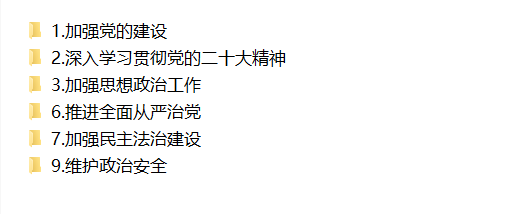 1.加强党的建设
2.深入学习贯彻党的二十大精神
3.加强思想政治工作
6.推进全面从严治党
7.加强民主法治建设
9.维护政治安全